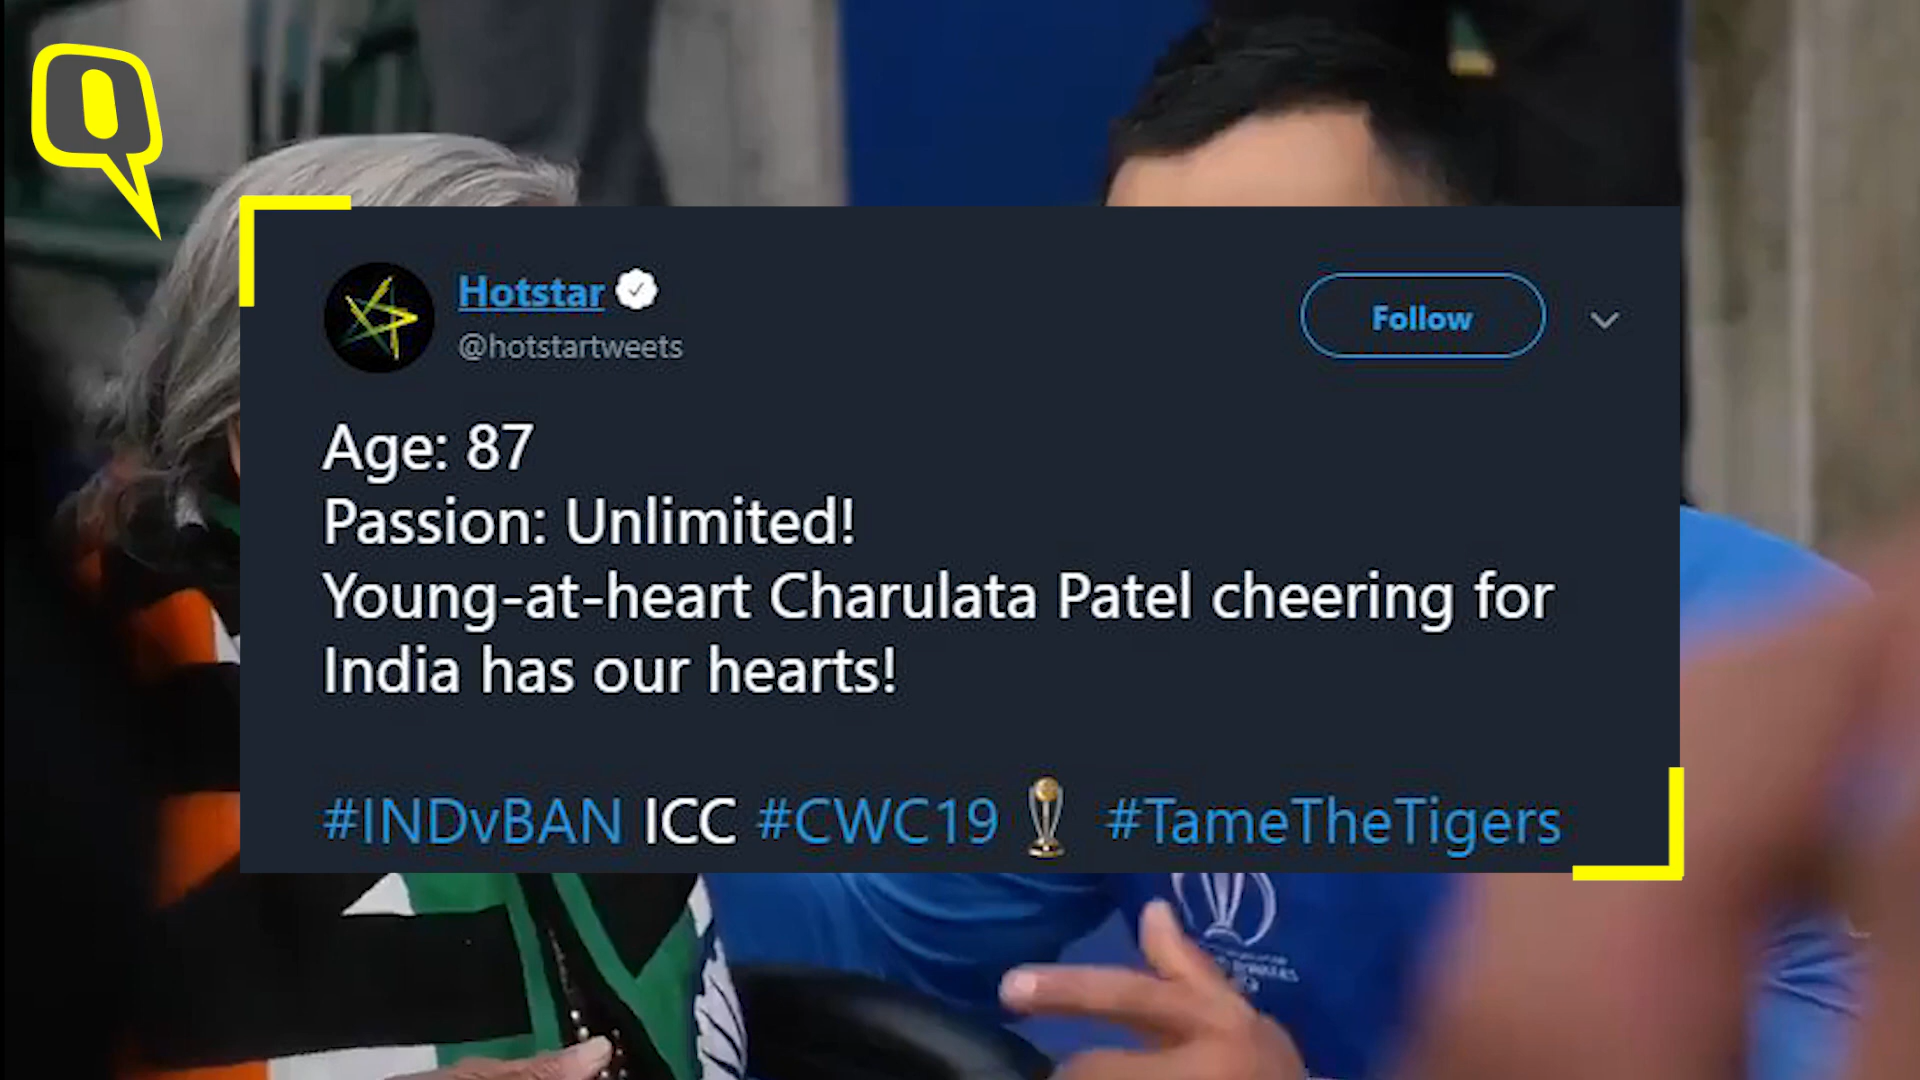 Q
Hotstar
@hotstartweets
Follow
Age: 87
Passion: Unlimited!
Young-at-heart Charulata Patel cheering for
India has our hearts!
#INDvBAN ICC #CWC19 #TameTheTigers